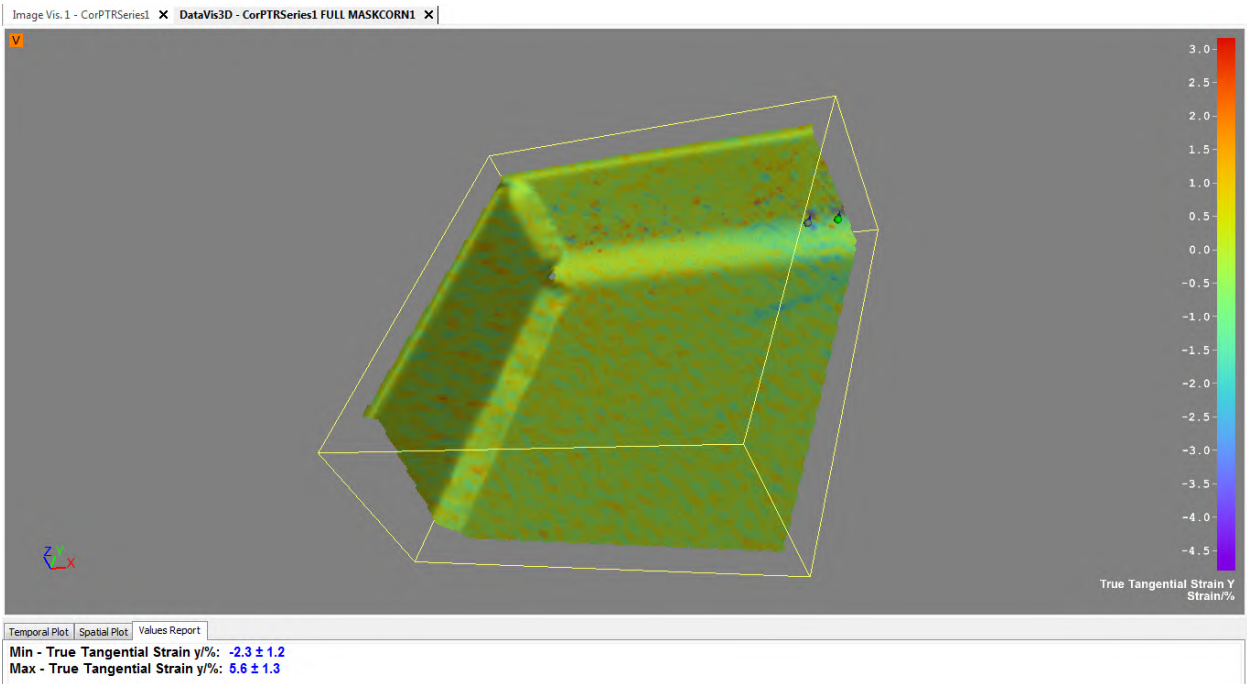 Image Vis. 1 - CorPTRSeries1 DataVis3D - CorPTRSeries1 FULL MASKCORN1
V
3.0
2.5
2.0
1.5
1.0
0.5
0.0
-0.5
-1.0
-1.5
-2.0
-2.5
-3.0
-3.5
-4.0
-4.5
Z Y X
True Tangential Strain Y
Strain/%
Temporal Plot Spatial Plot Values Report
Min - True Tangential Strain y/%: -2.3 ± 1.2
Max - True Tangential Strain y/%: 5.6 ± 1.3